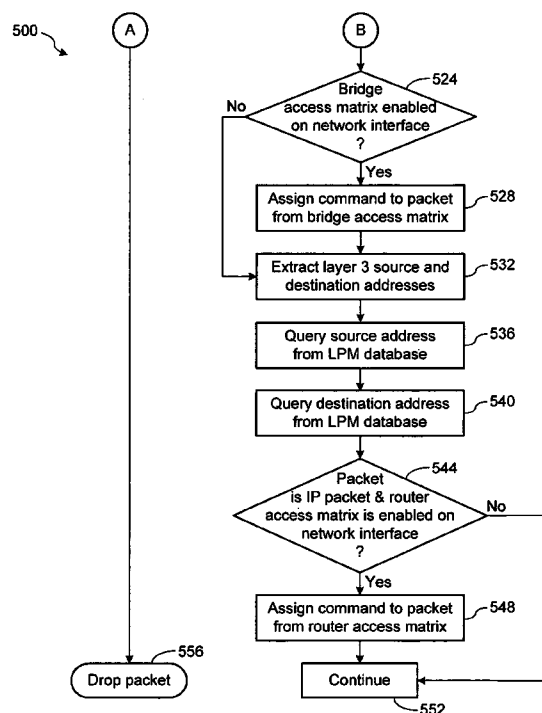 500
A
B
524
Bridge
No
access matrix enabled
on network interface
?
Yes
Assign command to packet
from bridge access matrix
528
Extract layer 3 source and
destination addresses
532
Query source address
from LPM database
536
Query destination address
from LPM database
540
544
Packet
is IP packet & router
No
access matrix is enabled on
network interface
?
Yes
Assign command to packet
from router access matrix
548
556
Drop packet
Continue
552